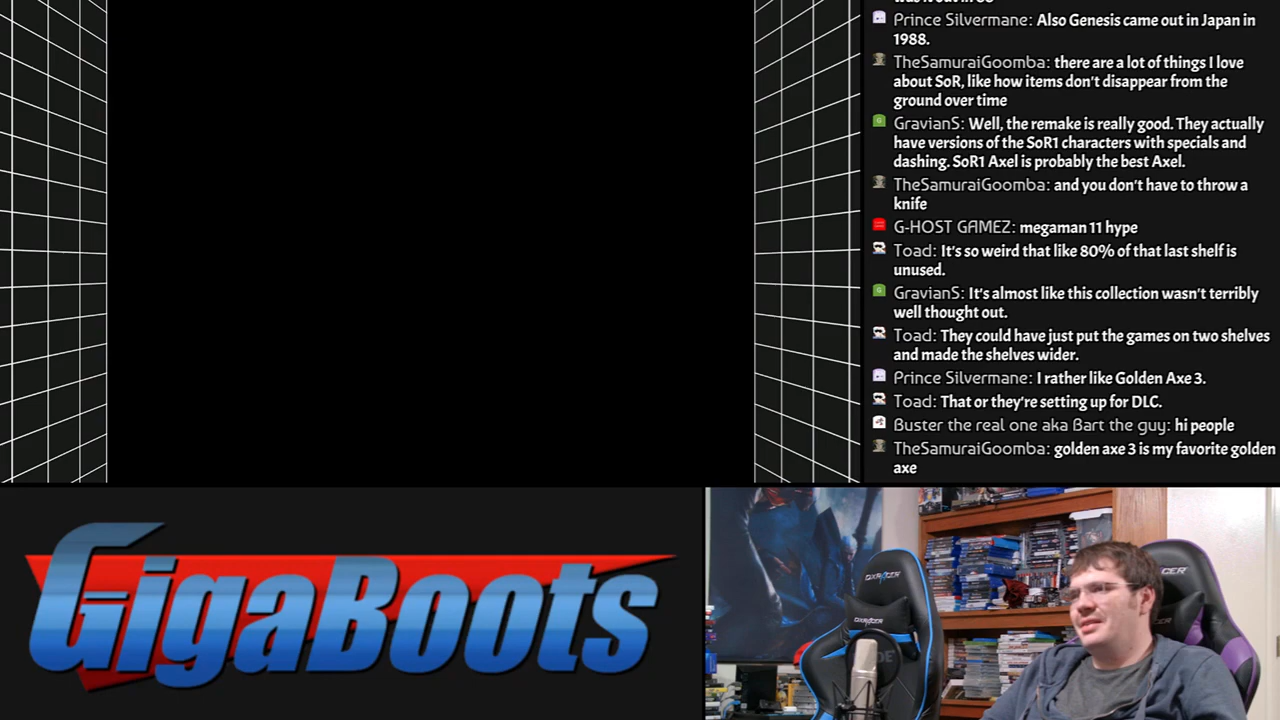 Prince Silvermane: Also Genesis came out in Japan in
1988.
TheSamuraiGoomba: there are a lot of things I love
about SoR, like how items don't disappear from the
ground over time
GravianS: Well, the remake is really good. They actually
have versions of the SoR1 characters with specials and
dashing. SoR1 Axel is probably the best Axel.
TheSamuraiGoomba: and you don't have to throw a
knife
G-HOST GAMEZ: megaman 11 hype
Toad: It's so weird that like 80% of that last shelf is
unused.
GravianS: It's almost like this collection wasn't terribly
well thought out.
Toad: They could have just put the games on two shelves
and made the shelves wider.
Prince Silvermane: I rather like Golden Axe 3.
Toad: That or they're setting up for DLC.
Buster the real one aka Bart the guy: hi people
TheSamuraiGoomba: golden axe 3 is my favorite golden
axe
GigaBoots
DXRACER
DXRACER